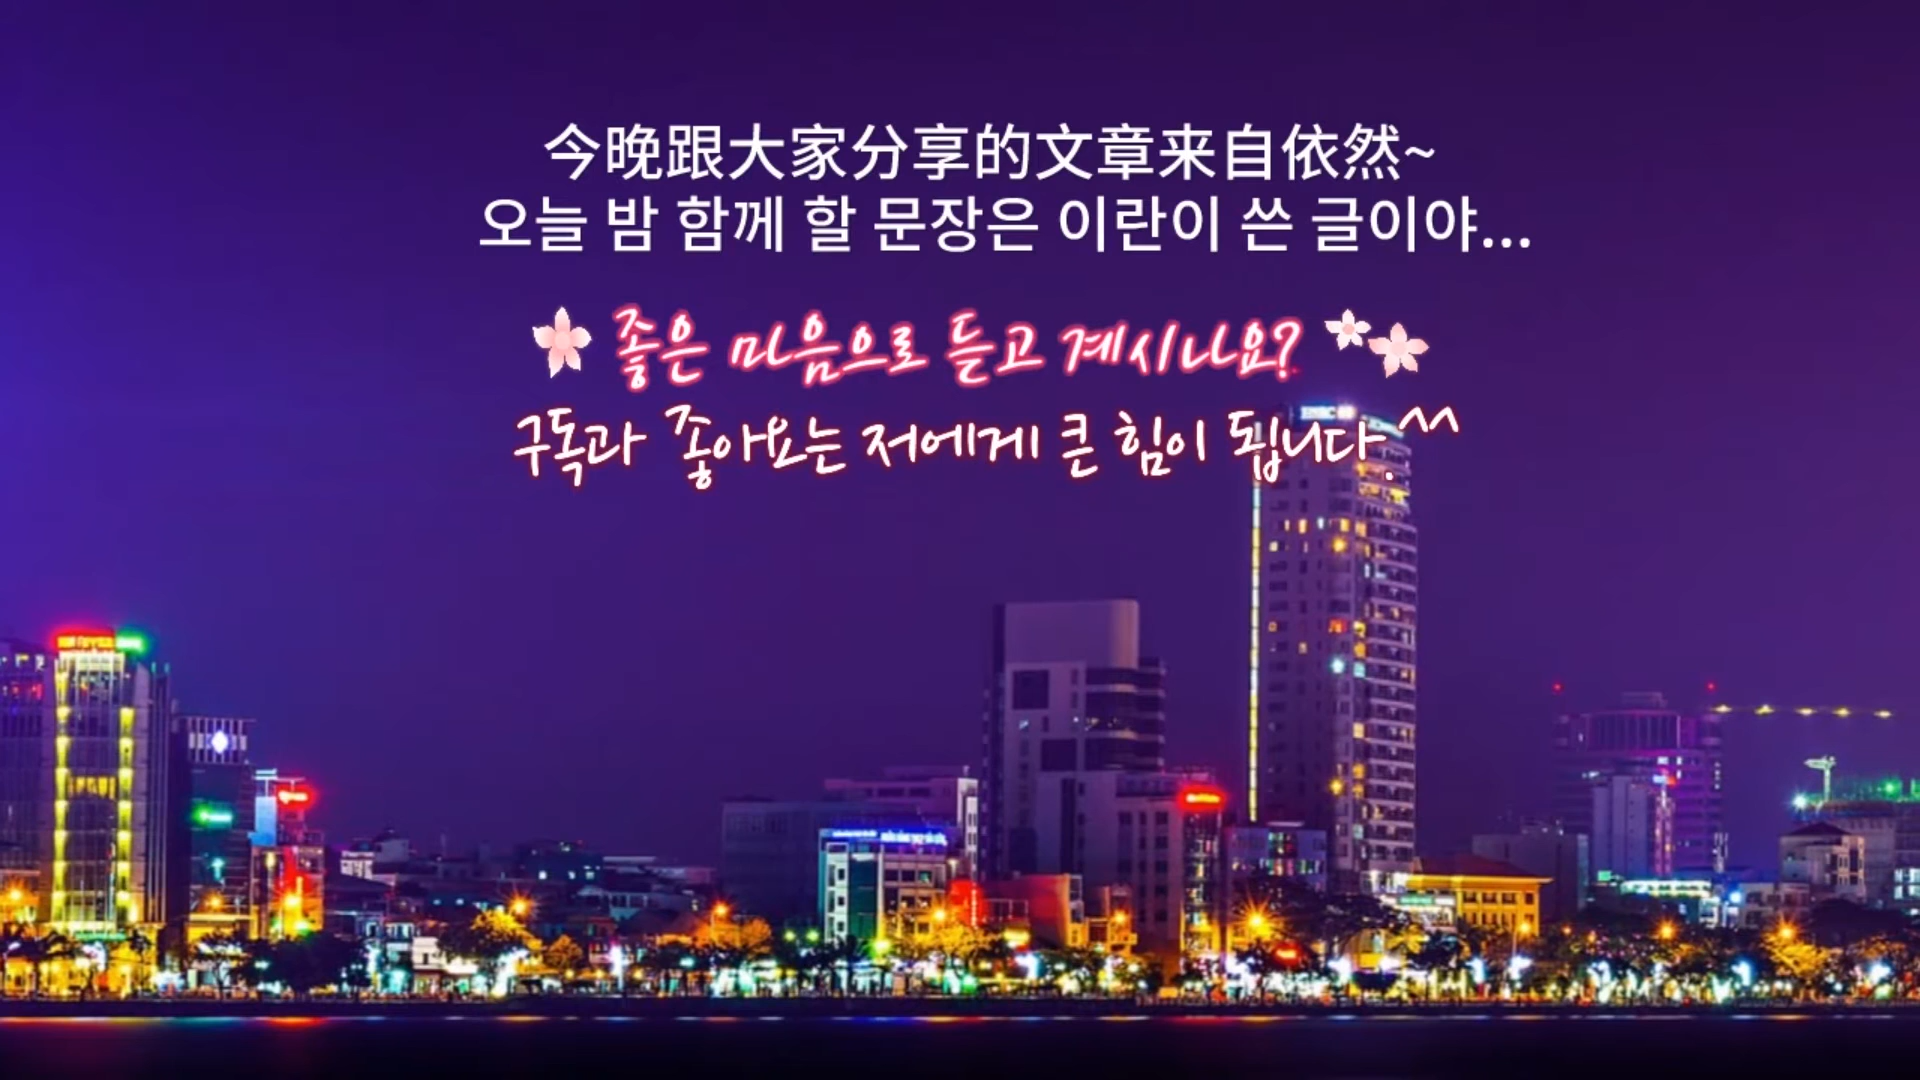 今晚跟大家分享的文章来自依然~
오늘 밤 함께 할 문장은 이란이 쓴 글이야...
좋은 마음으로 듣고 계시나요?
구독과 좋아요는 저에게 큰 힘이 됩니다.^^